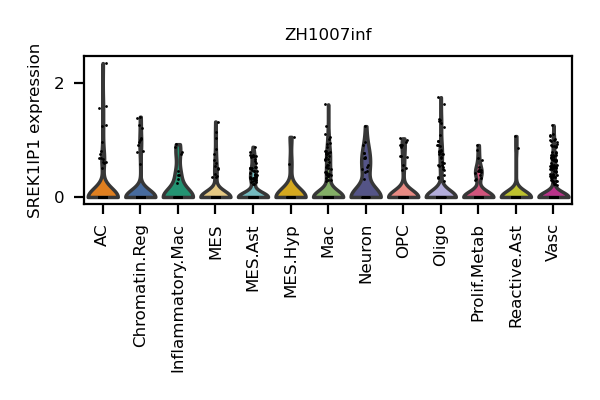 ZH1007inf
SREK1IP1 expression
2
0
AC
Chromatin.Reg
Inflammatory.Mac
MES
MES.Ast
MES.Hyp
Mac
Neuron
OPC
Oligo
Prolif.Metab
Reactive.Ast
Vasc